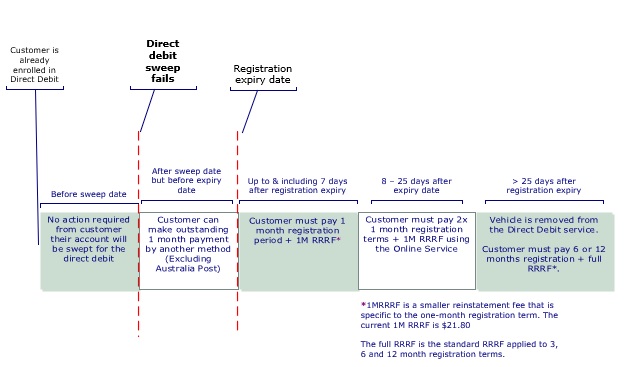 Customer is
already
enrolled in
Direct Debit
Direct
debit
sweep
fails
Registration
expiry date
Before sweep date
After sweep date
but before expiry
date
Up to & including 7 days
after registration expiry
8 – 25 days after
expiry date
> 25 days after
registration expiry
No action required
from customer
their account will
be swept for the
direct debit
Customer can
make outstanding
1 month payment
by another method
(Excluding
Australia Post)
Customer must pay 1
month registration
period + 1M RRRF*
Customer must pay 2x
1 month registration
terms + 1M RRRF using
the Online Service
Vehicle is removed from
the Direct Debit service.
Customer must pay 6 or 12
months registration + full
RRRF*.
*1MRRRF is a smaller reinstatement fee that is
specific to the one-month registration term. The
current 1M RRRF is $21.80
The full RRRF is the standard RRRF applied to 3,
6 and 12 month registration terms.